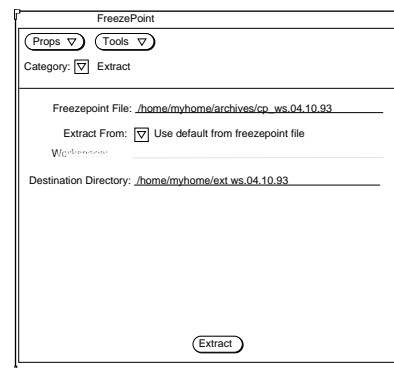 FreezePoint
Props Tools
Category: Extract
Freezepoint File: /home/myhome/archives/cp_ws.04.10.93
Extract From: Use default from freezepoint file
Workspace:
Destination Directory: /home/myhome/ext ws.04.10.93
Extract